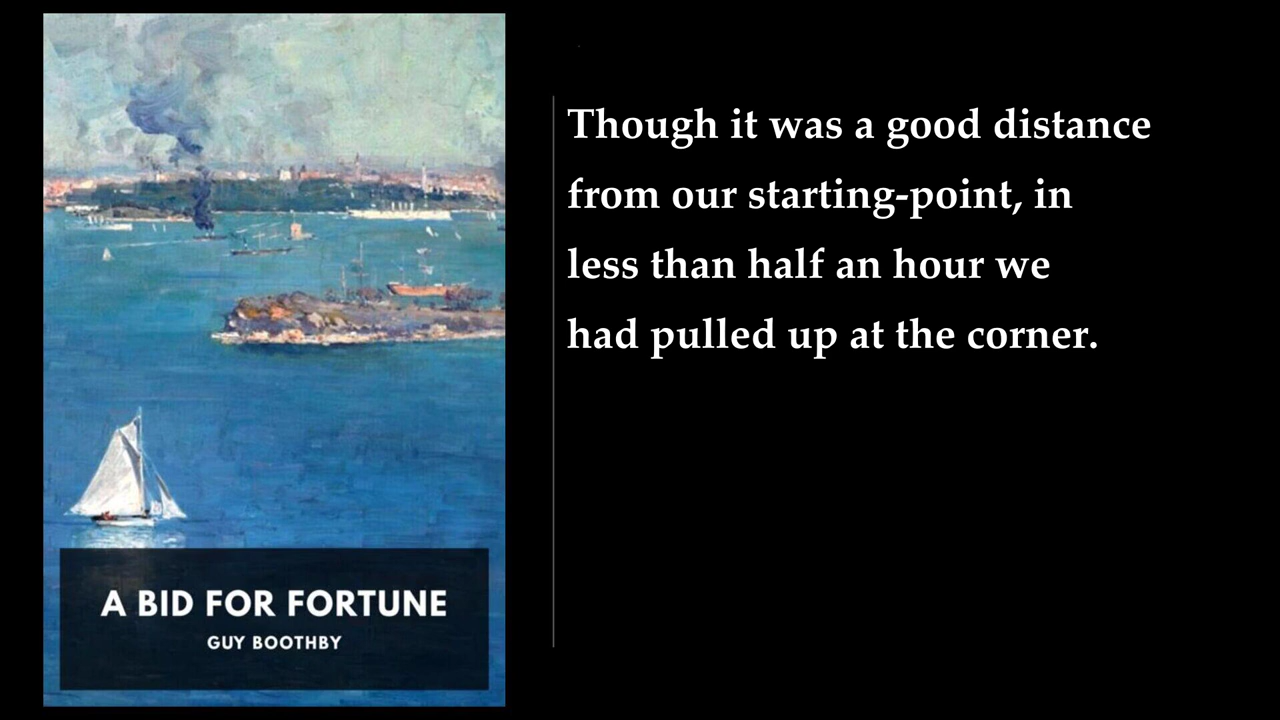 A BID FOR FORTUNE
GUY BOOTHBY
Though it was a good distance
from our starting-point, in
less than half an hour we
had pulled up at the corner.